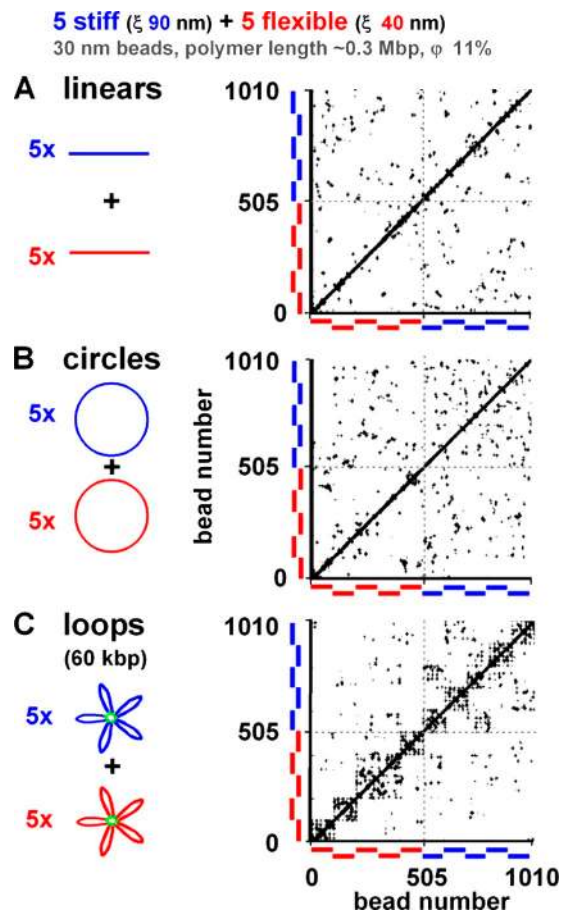 5 stiff (ξ 90 nm) + 5 flexible (ξ 40 nm)
30 nm beads, polymer length ~0.3 Mbp, φ 11%
A linears
5x
+
5x
1010
505
0
B circles
5x
+
5x
bead number
1010
505
0
C loops
(60 kbp)
5x
+
5x
1010
505
0
0 505 1010
bead number